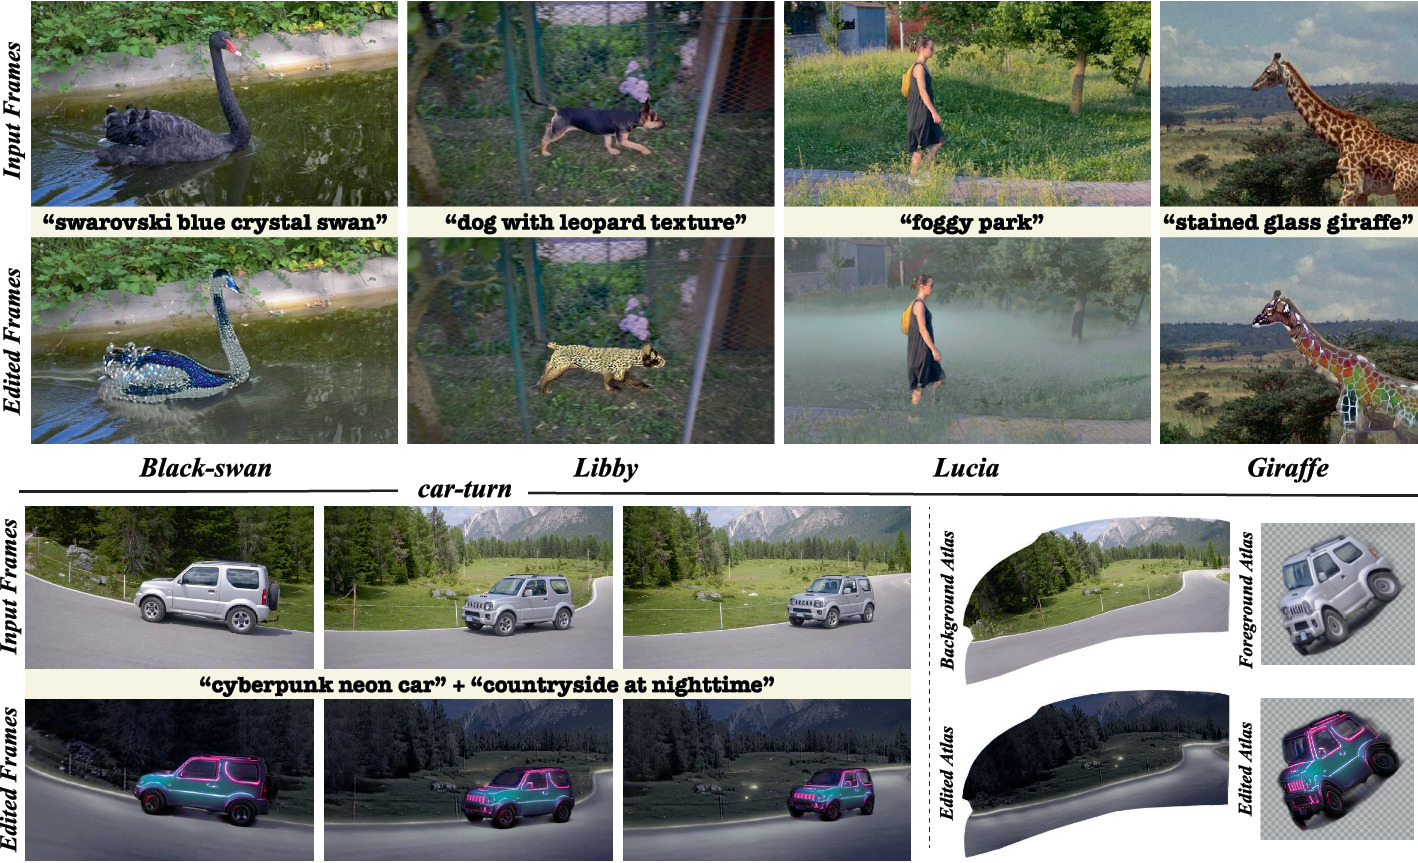 Input Frames
"swarovski blue crystal swan"
"dog with leopard texture"
"foggy park"
"stained glass giraffe"
Edited Frames
Black-swan
Libby
Lucia
Giraffe
car-turn
Input Frames
Background Atlas
Foreground Atlas
"cyberpunk neon car" + "countryside at nighttime"
Edited Frames
Edited Atlas
Edited Atlas